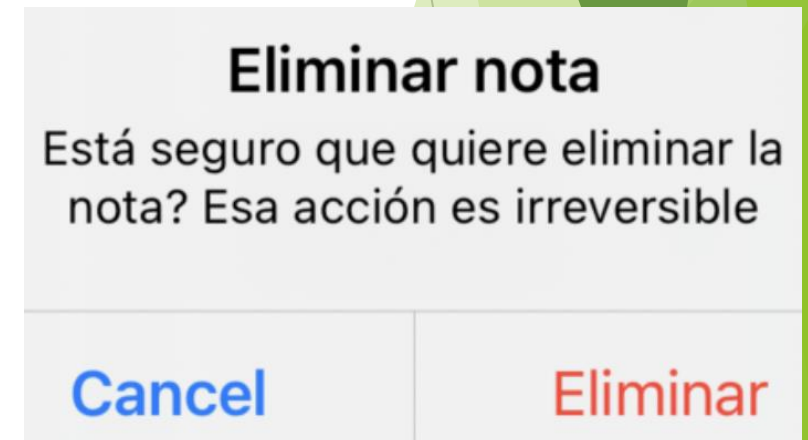 Eliminar nota
Está seguro que quiere eliminar la
nota? Esa acción es irreversible
Cancel
Eliminar